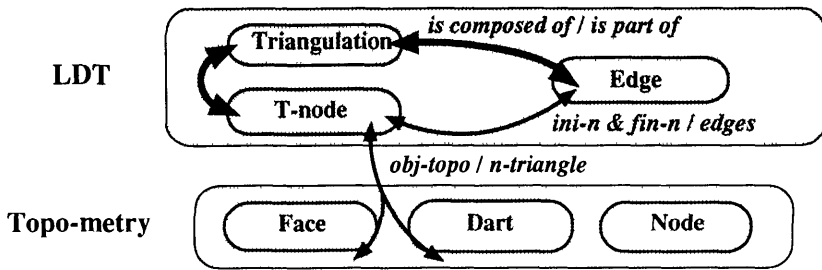 is composed of / is part of
Triangulation
LDT
Edge
T-node
ini-n & fin-n / edges
obj-topo / n-triangle
Topo-metry
Face
Dart
Node